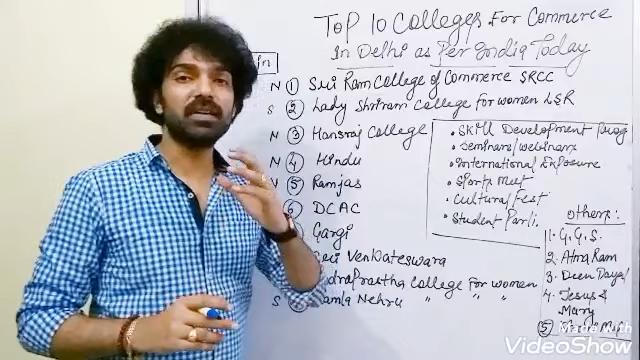 Top 10 Colleges For Commerce
In Delhi as Per India Today
in
N ① Sri Ram College of Commerce SRCC
S ② Lady Shriram College for women LSR
N ③ Hansraj College
N ④ Hindu
N ⑤ Ramjas
⑥ DCAC
Gargi
Sri Venkateswara
College for women
S Kamla Nehru " " "
• Skill Development Prog
• Seminars/webinars
• International Exposure
• Sports Meet
• Cultural Fest
• Student Parli.
others:
1. G.G.S.
2. Atma Ram
3. Deen Dayal
4. Jesus &
Mary
⑤
Made with
VideoShow